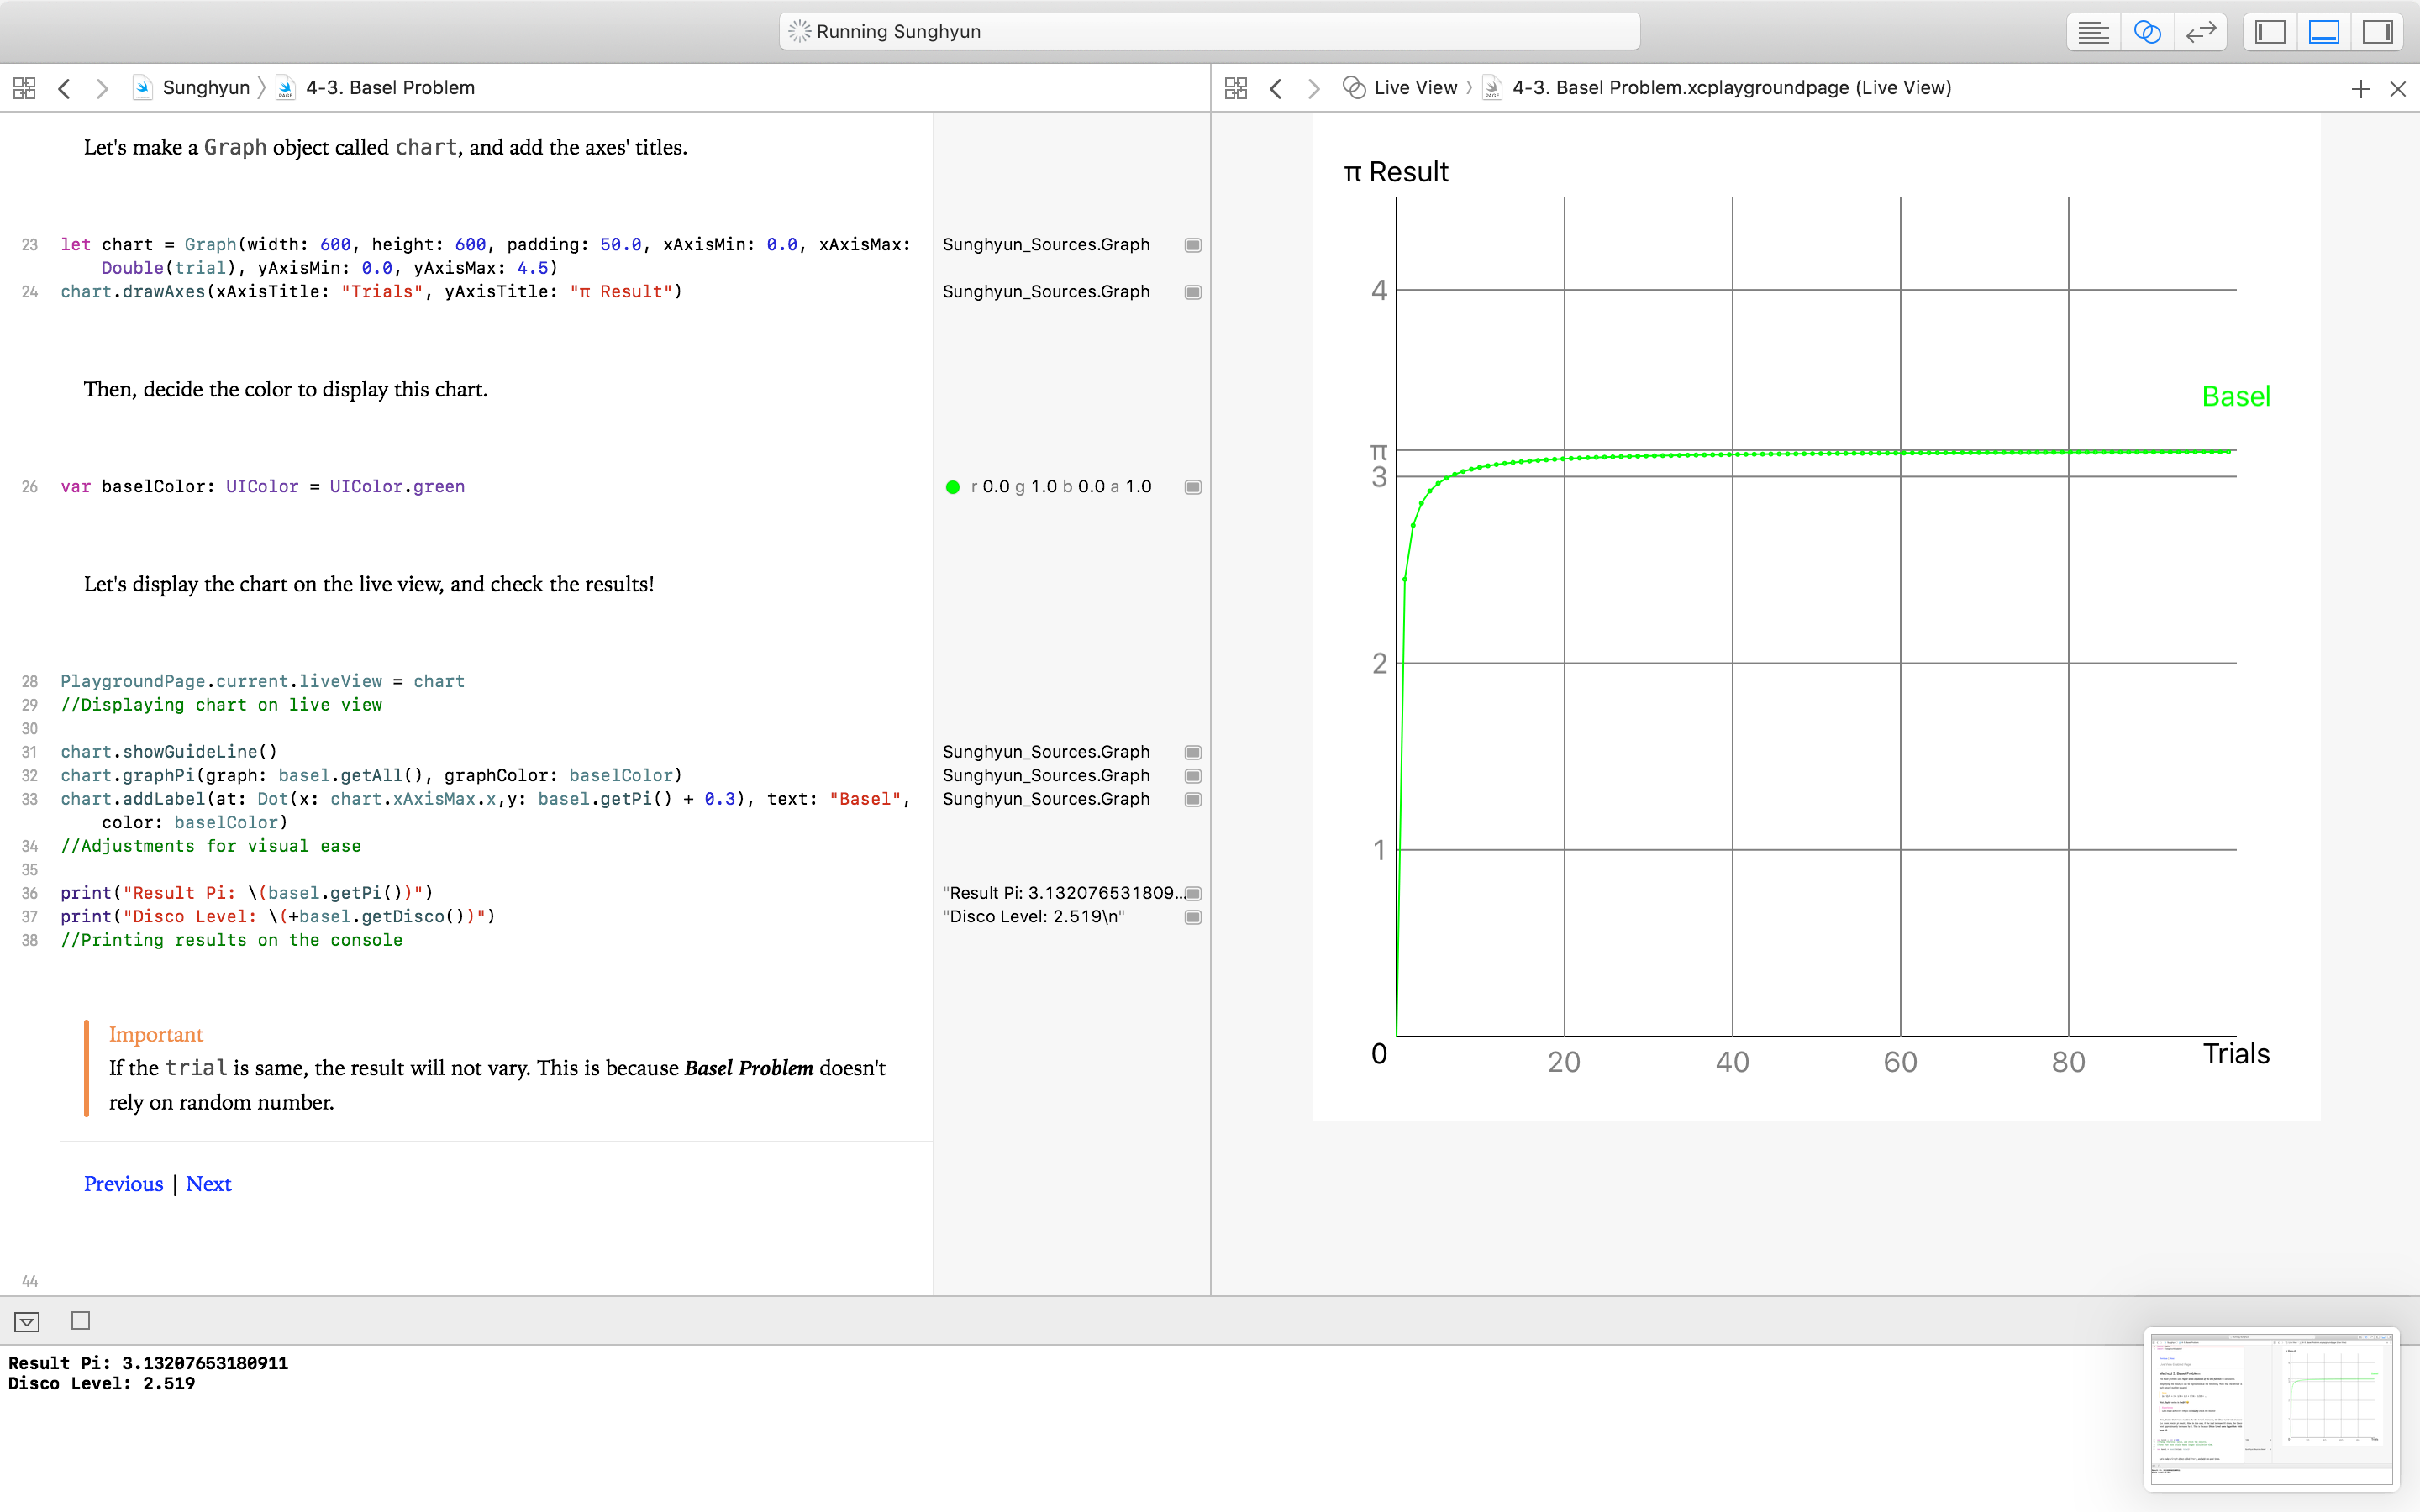 Running Sunghyun
Sunghyun 4-3. Basel Problem
Let's make a Graph object called chart, and add the axes' titles.
23 let chart = Graph(width: 600, height: 600, padding: 50.0, xAxisMin: 0.0, xAxisMax:
Double(trial), yAxisMin: 0.0, yAxisMax: 4.5)
24 chart.drawAxes(xAxisTitle: "Trials", yAxisTitle: "π Result")
Then, decide the color to display this chart.
26 var baselColor: UIColor = UIColor.green
Let's display the chart on the live view, and check the results!
28 PlaygroundPage.current.liveView = chart
29 //Displaying chart on live view
30
31 chart.showGuideLine()
32 chart.graphPi(graph: basel.getAll(), graphColor: baselColor)
33 chart.addLabel(at: Dot(x: chart.xAxisMax.x,y: basel.getPi() + 0.3), text: "Basel",
color: baselColor)
34 //Adjustments for visual ease
35
36 print("Result Pi: \(basel.getPi())")
37 print("Disco Level: \(+basel.getDisco())")
38 //Printing results on the console
Important
If the trial is same, the result will not vary. This is because Basel Problem doesn't
rely on random number.
Previous | Next
44
Sunghyun_Sources.Graph
Sunghyun_Sources.Graph
r 0.0 g 1.0 b 0.0 a 1.0
Sunghyun_Sources.Graph
Sunghyun_Sources.Graph
Sunghyun_Sources.Graph
"Result Pi: 3.132076531809...
"Disco Level: 2.519\n"
Live View 4-3. Basel Problem.xcplaygroundpage (Live View)
π Result
4
Basel
π
3
2
1
0
20 40 60 80
Trials
Result Pi: 3.13207653180911
Disco Level: 2.519